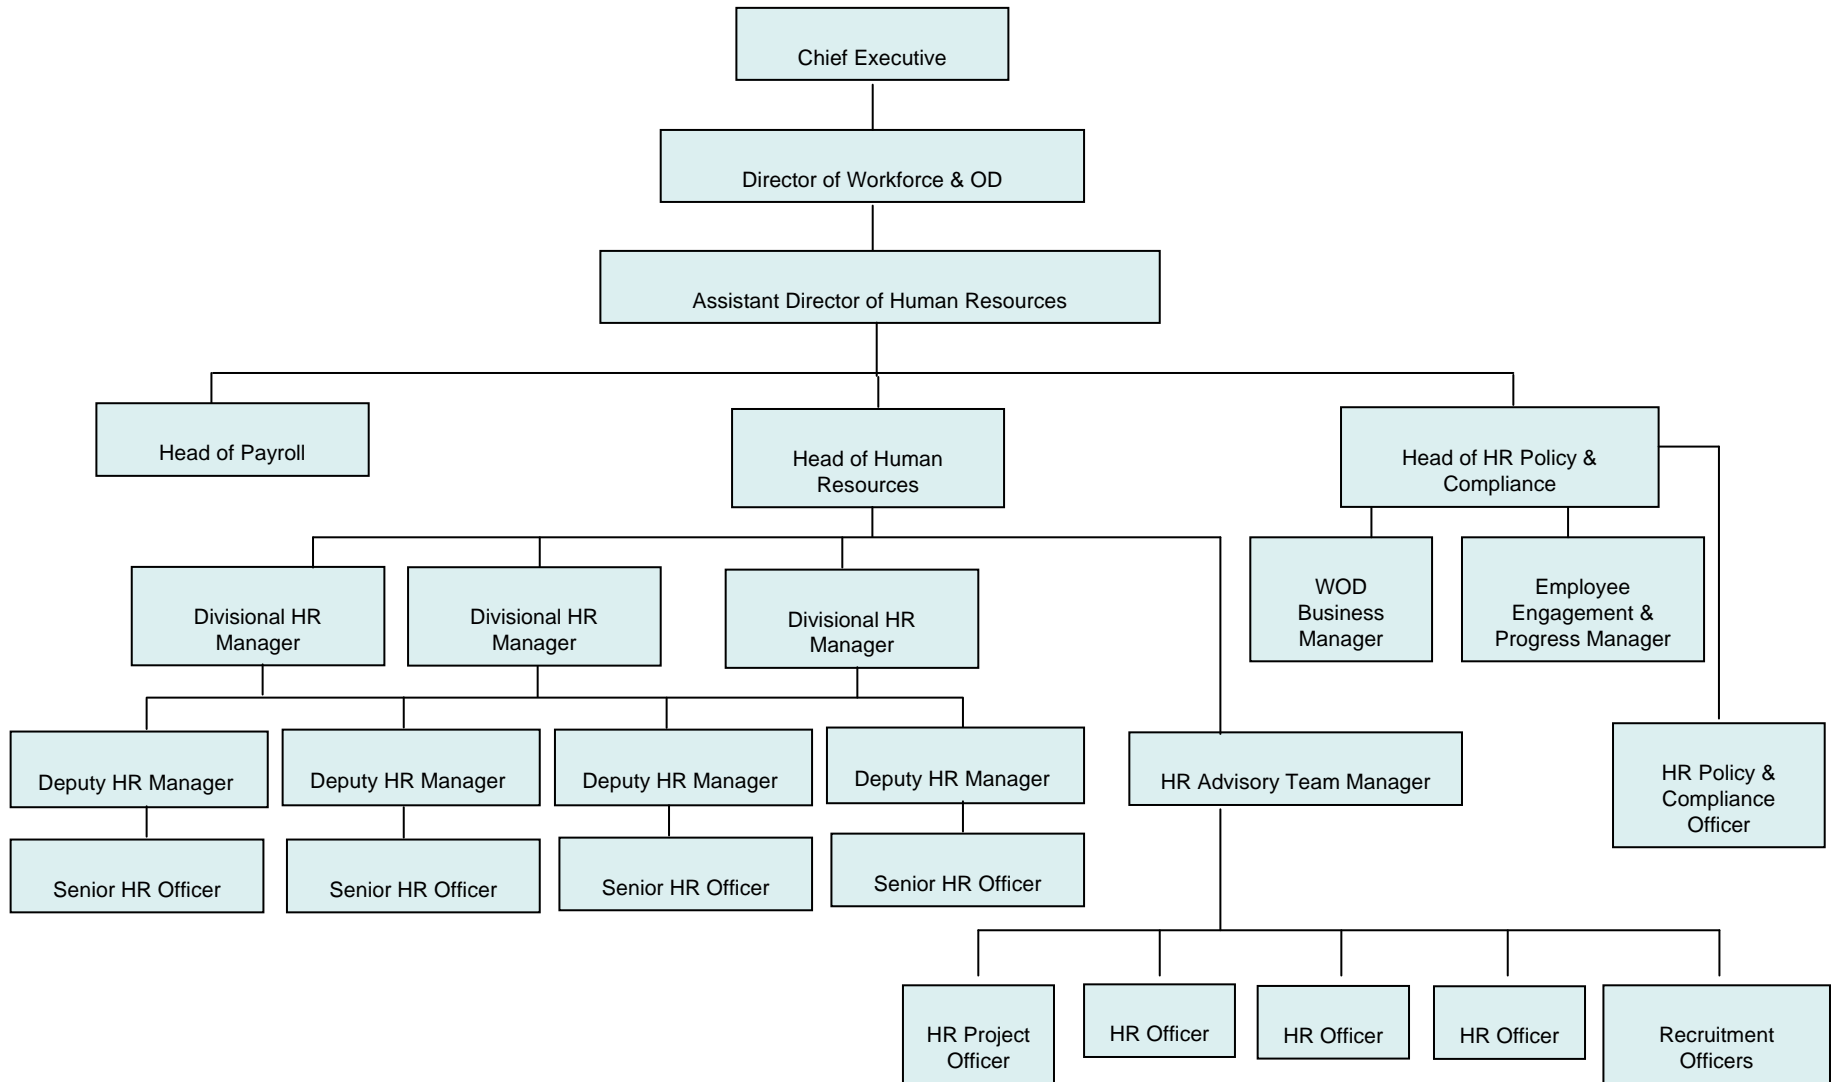 Chief Executive
Director of Workforce & OD
Assistant Director of Human Resources
Head of Payroll
Head of Human
Resources
Head of HR Policy &
Compliance
Divisional HR
Manager
Divisional HR
Manager
Divisional HR
Manager
WOD
Business
Manager
Employee
Engagement &
Progress Manager
Deputy HR Manager
Deputy HR Manager
Deputy HR Manager
Deputy HR Manager
HR Advisory Team Manager
HR Policy &
Compliance
Officer
Senior HR Officer
Senior HR Officer
Senior HR Officer
Senior HR Officer
HR Project
Officer
HR Officer
HR Officer
HR Officer
Recruitment
Officers